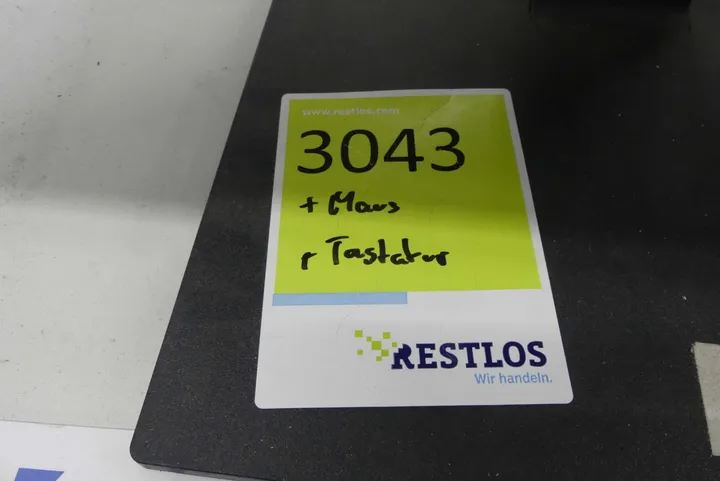 www.restlos.com
3043
+ Maus
+ Tastatur
RESTLOS
Wir handeln.